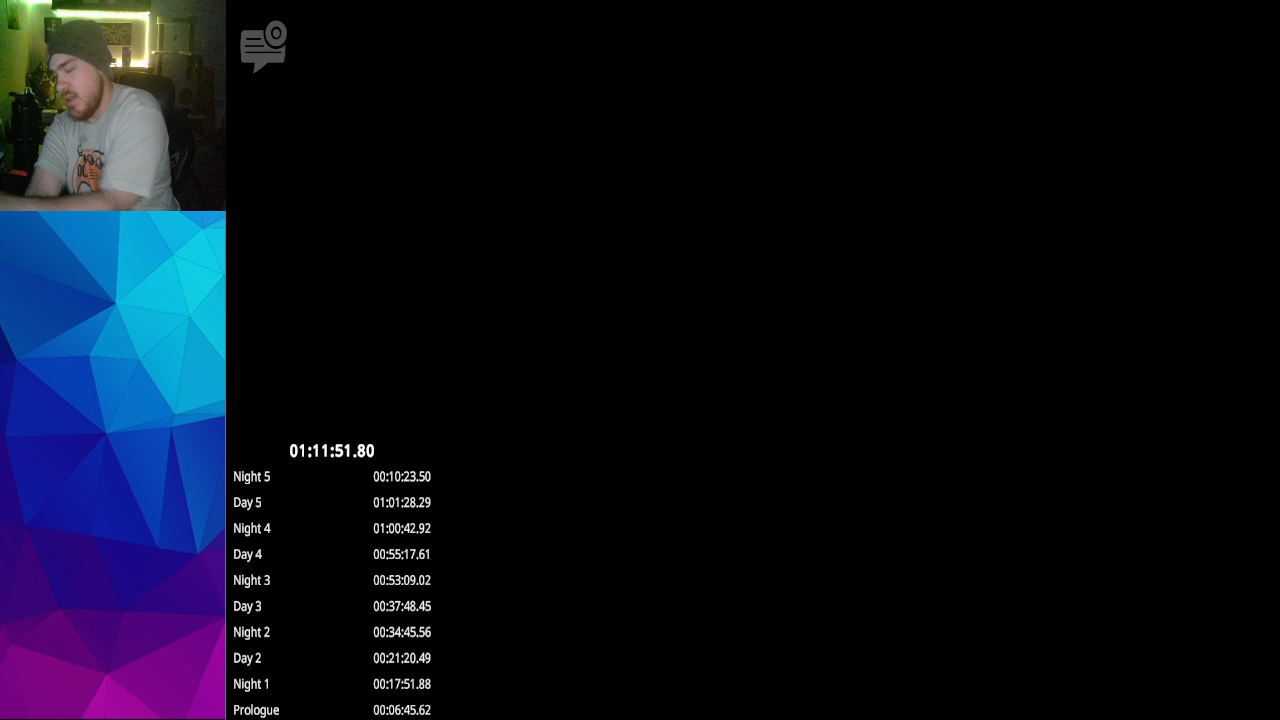 01:11:51.80
Night 5 00:10:23.50
Day 5 01:01:28.29
Night 4 01:00:42.92
Day 4 00:55:17.61
Night 3 00:53:09.02
Day 3 00:37:48.45
Night 2 00:34:45.56
Day 2 00:21:20.49
Night 1 00:17:51.88
Prologue 00:06:45.62